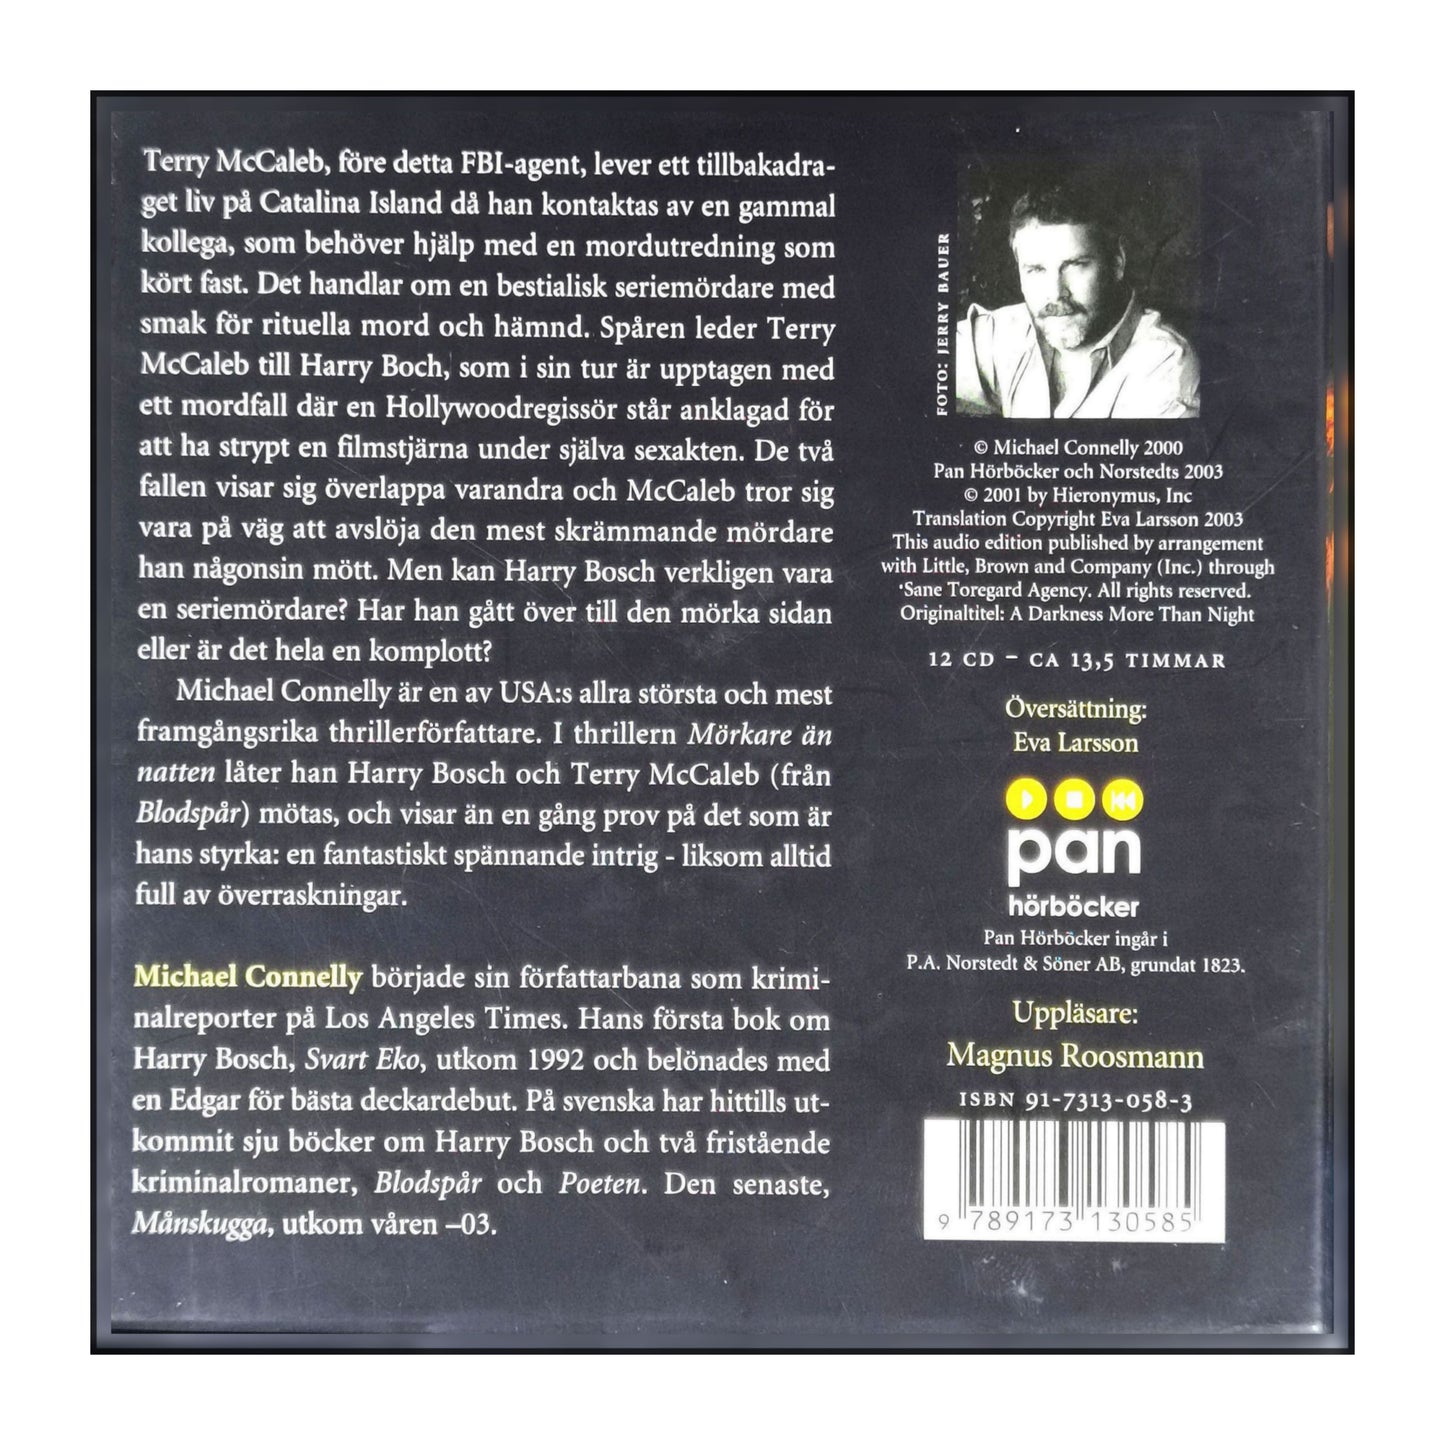 Terry McCaleb, före detta FBI-agent, lever ett tillbakadra-
get liv på Catalina Island då han kontaktas av en gammal
kollega, som behöver hjälp med en mordutredning som
kört fast. Det handlar om en bestialisk seriemördare med
smak för rituella mord och hämnd. Spåren leder Terry
McCaleb till Harry Boch, som i sin tur är upptagen med
ett mordfall där en Hollywoodregissör står anklagad för
att ha strypt en filmstjärna under själva sexakten. De två
fallen visar sig överlappa varandra och McCaleb tror sig
vara på väg att avslöja den mest skrämmande mördare
han någonsin mött. Men kan Harry Bosch verkligen vara
en seriemördare? Har han gått över till den mörka sidan
eller är det hela en komplott?
Michael Connelly är en av USA:s allra största och mest
framgångsrika thrillerförfattare. I thrillern Mörkare än
natten låter han Harry Bosch och Terry McCaleb (från
Blodspår) mötas, och visar än en gång prov på det som är
hans styrka: en fantastiskt spännande intrig - liksom alltid
full av överraskningar.
Michael Connelly började sin författarbana som krimi-
nalreporter på Los Angeles Times. Hans första bok om
Harry Bosch, Svart Eko, utkom 1992 och belönades med
en Edgar för bästa deckardebut. På svenska har hittills ut-
kommit sju böcker om Harry Bosch och två fristående
kriminalromaner, Blodspår och Poeten. Den senaste,
Månskugga, utkom våren –03.
FOTO: JERRY BAUER
© Michael Connelly 2000
Pan Hörböcker och Norstedts 2003
© 2001 by Hieronymus, Inc
Translation Copyright Eva Larsson 2003
This audio edition published by arrangement
with Little, Brown and Company (Inc.) through
'Sane Toregard Agency. All rights reserved.
Originaltitel: A Darkness More Than Night
12 CD – CA 13,5 TIMMAR
Översättning:
Eva Larsson
pan
hörböcker
Pan Hörböcker ingår i
P.A. Norstedt & Söner AB, grundat 1823.
Uppläsare:
Magnus Roosmann
ISBN 91-7313-058-3
9 789173 130585